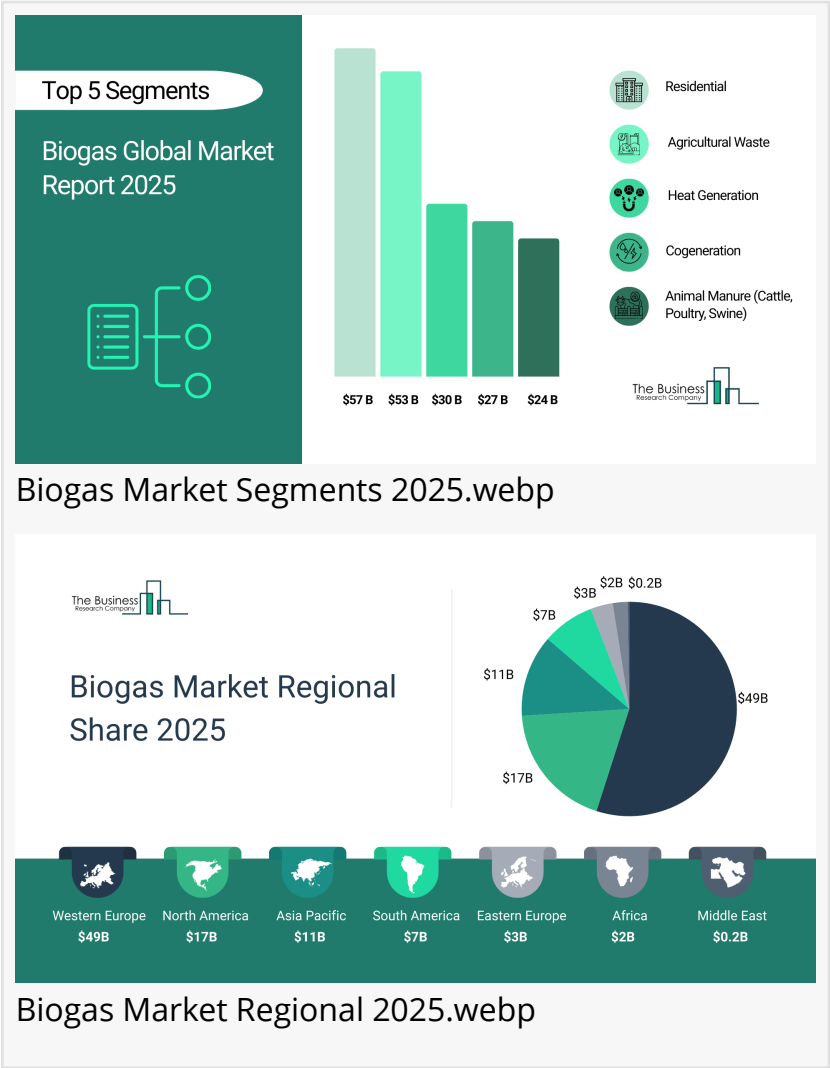 Top 5 Segments
Biogas Global Market
Report 2025
$57 B
$53 B
$30 B
$27 B
$24 B
Residential
Agricultural Waste
Heat Generation
Cogeneration
Animal Manure (Cattle,
Poultry, Swine)
The Business
Research Company
Biogas Market Segments 2025.webp
The Business
Research Company
Biogas Market Regional
Share 2025
$2B
$0.2B
$3B
$7B
$11B
$49B
$17B
Western Europe
$49B
North America
$17B
Asia Pacific
$11B
South America
$7B
Eastern Europe
$3B
Africa
$2B
Middle East
$0.2B
Biogas Market Regional 2025.webp